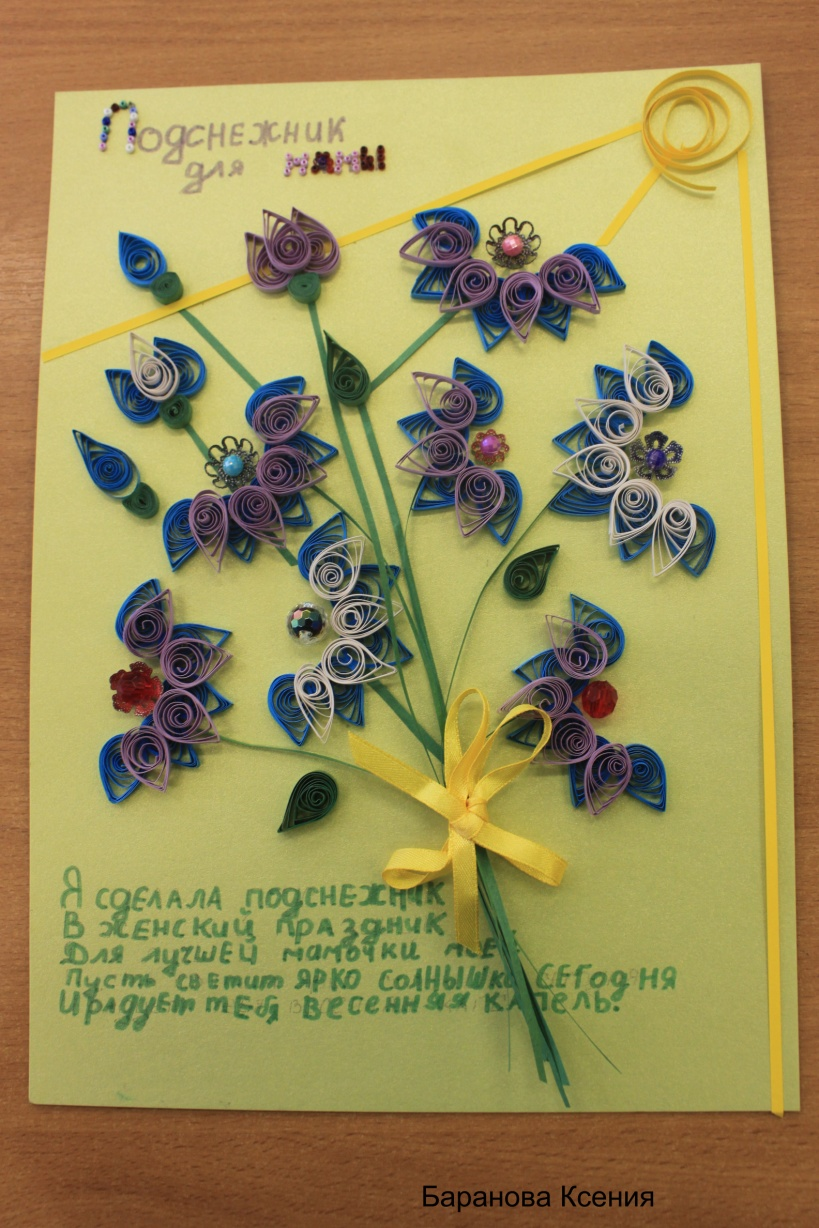 Подснежник
для мамы
Я сделала подснежник
В женский праздник
Для лучшей мамочки
Пусть светит ярко солнышко сегодня
И радует тебя весенняя капель.
Баранова Ксения